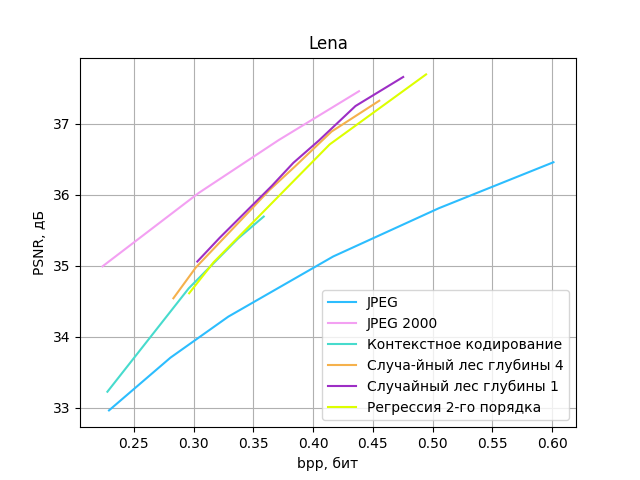 Lena
PSNR, дБ
37
36
35
34
33
JPEG
JPEG 2000
Контекстное кодирование
Случа-йный лес глубины 4
Случайный лес глубины 1
Регрессия 2-го порядка
0.25 0.30 0.35 0.40 0.45 0.50 0.55 0.60
bpp, бит